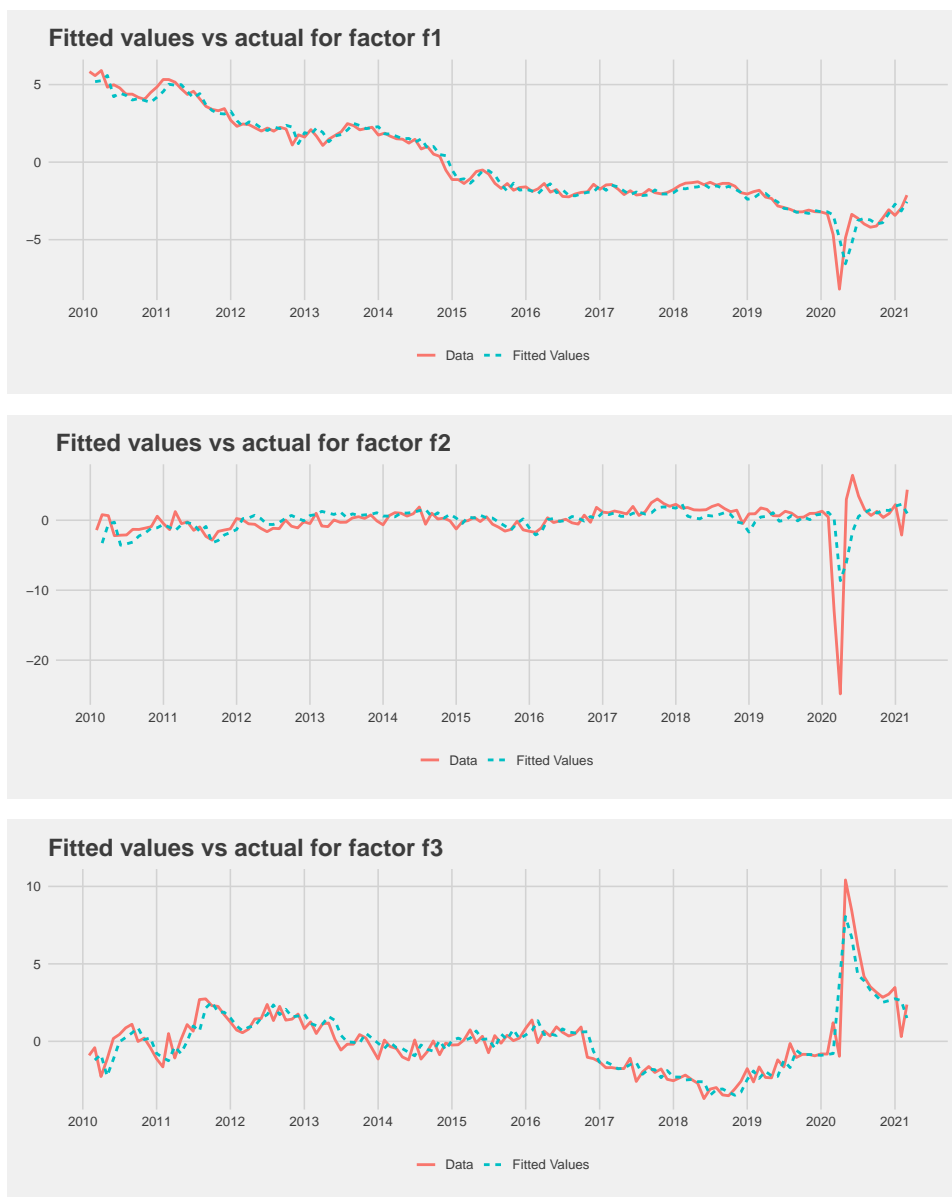 Fitted values vs actual for factor f1
5
0
−5
2010 2011 2012 2013 2014 2015 2016 2017 2018 2019 2020 2021
Data Fitted Values
Fitted values vs actual for factor f2
0
−10
−20
2010 2011 2012 2013 2014 2015 2016 2017 2018 2019 2020 2021
Data Fitted Values
Fitted values vs actual for factor f3
10
5
0
2010 2011 2012 2013 2014 2015 2016 2017 2018 2019 2020 2021
Data Fitted Values